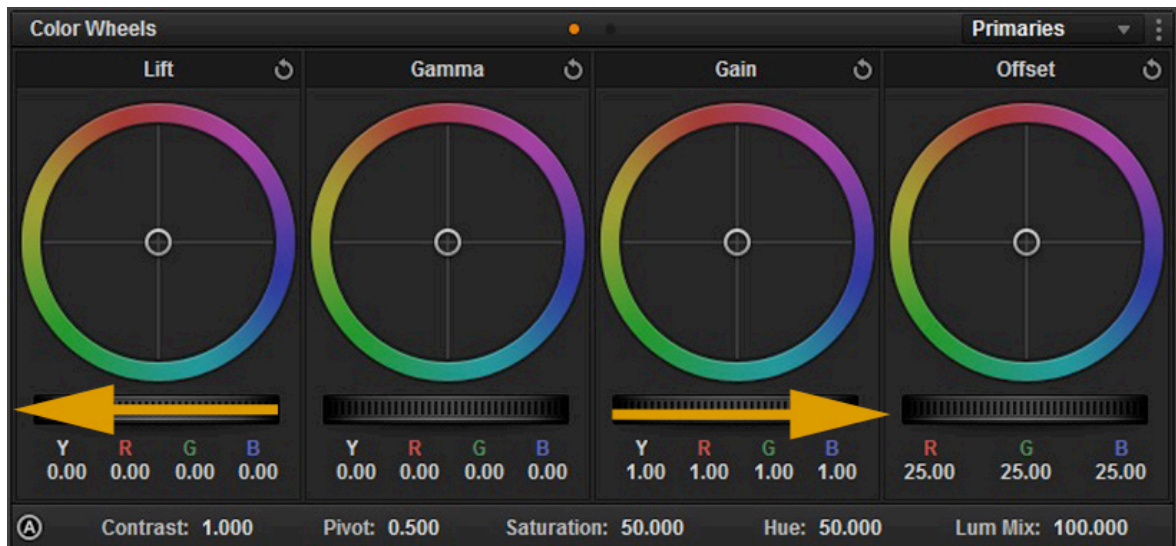 Color Wheels Primaries
Lift Gamma Gain Offset
Y R G B Y R G B Y R G B R G B
0.00 0.00 0.00 0.00 0.00 0.00 0.00 0.00 1.00 1.00 1.00 1.00 25.00 25.00 25.00
A Contrast: 1.000 Pivot: 0.500 Saturation: 50.000 Hue: 50.000 Lum Mix: 100.000